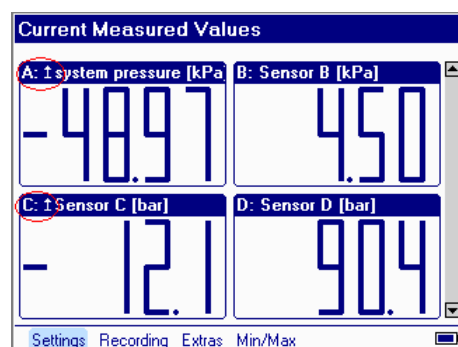 Current Measured Values
A: ↥system pressure [kPa
B: Sensor B [kPa]
-48.97
4.50
C: ↥Sensor C [bar]
D: Sensor D [bar]
-12.1
90.4
Settings Recording Extras Min/Max